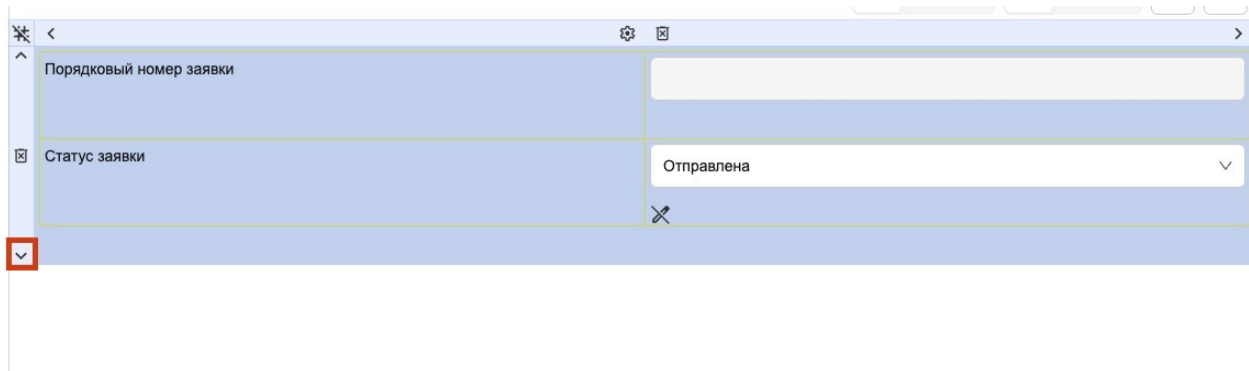 Порядковый номер заявки
Статус заявки
Отправлена